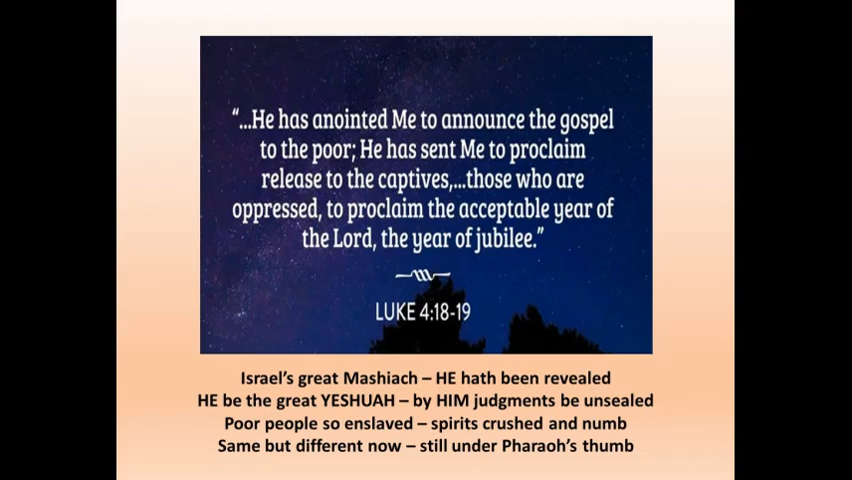 “...He has anointed Me to announce the gospel
to the poor; He has sent Me to proclaim
release to the captives,...those who are
oppressed, to proclaim the acceptable year of
the Lord, the year of jubilee.”
LUKE 4:18-19
Israel’s great Mashiach – HE hath been revealed
HE be the great YESHUAH – by HIM judgments be unsealed
Poor people so enslaved – spirits crushed and numb
Same but different now – still under Pharaoh’s thumb